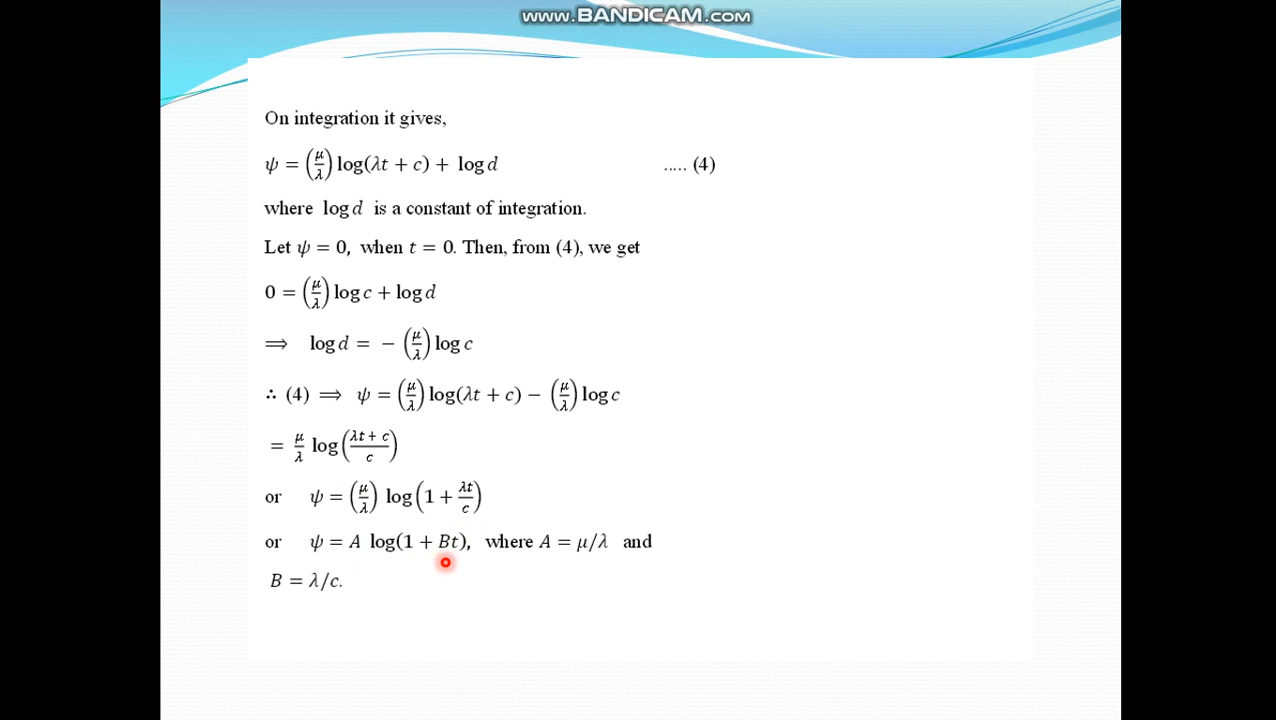 www.BANDICAM.com
On integration it gives,
ψ = (μ/λ) log(λt + c) + log d ..... (4)
where log d is a constant of integration.
Let ψ = 0, when t = 0. Then, from (4), we get
0 = (μ/λ) log c + log d
⟹ log d = − (μ/λ) log c
∴ (4) ⟹ ψ = (μ/λ) log(λt + c) − (μ/λ) log c
= μ/λ log((λt + c)/c)
or ψ = (μ/λ) log(1 + λt/c)
or ψ = A log(1 + Bt), where A = μ/λ and
B = λ/c.